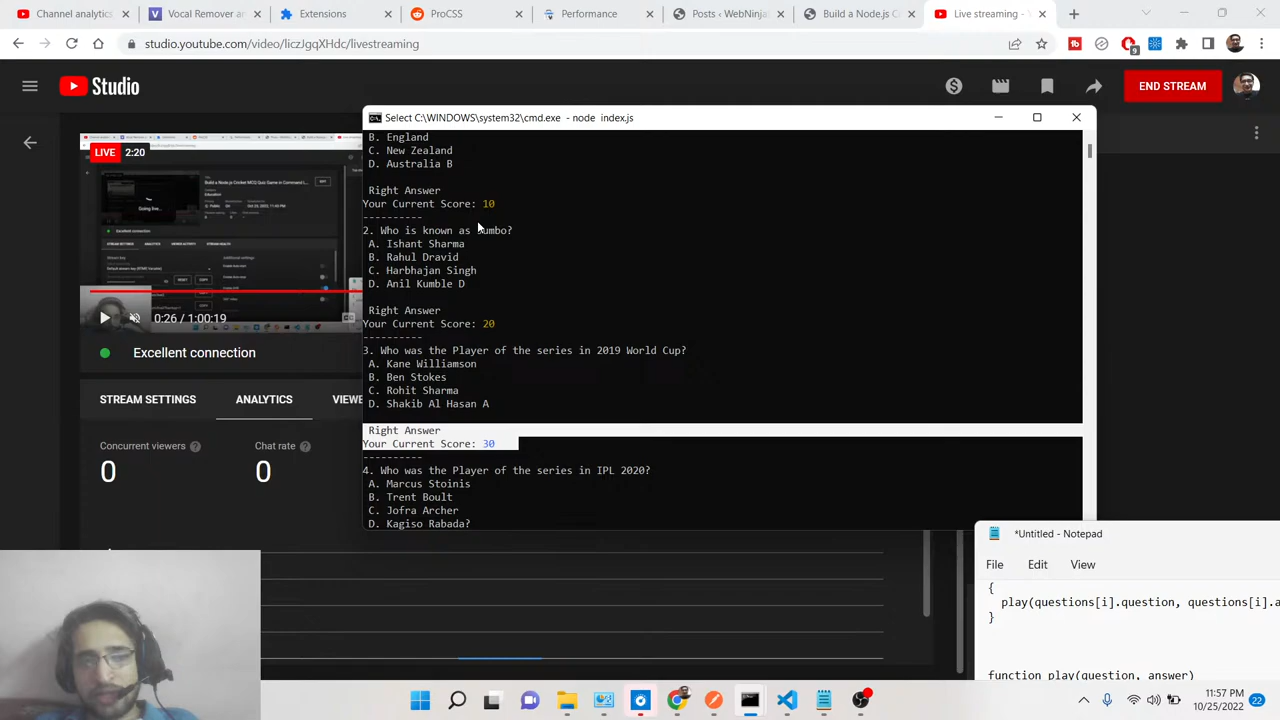 Channel analytics
Vocal Remover and
Extensions
ProCSS
Performance
Posts ‹ WebNinja
Build a Node.js C
Live streaming - Y
studio.youtube.com/video/liczJgqXHdc/livestreaming
9
Studio
END STREAM
LIVE 2:20
0:26 / 1:00:19
Excellent connection
STREAM SETTINGS
ANALYTICS
VIEWE
Concurrent viewers
Chat rate
0
0
Select C:\WINDOWS\system32\cmd.exe - node index.js
B. England
C. New Zealand
D. Australia B
Right Answer
Your Current Score: 10
----------
2. Who is known as Jumbo?
A. Ishant Sharma
B. Rahul Dravid
C. Harbhajan Singh
D. Anil Kumble D
Right Answer
Your Current Score: 20
----------
3. Who was the Player of the series in 2019 World Cup?
A. Kane Williamson
B. Ben Stokes
C. Rohit Sharma
D. Shakib Al Hasan A
Right Answer
Your Current Score: 30
----------
4. Who was the Player of the series in IPL 2020?
A. Marcus Stoinis
B. Trent Boult
C. Jofra Archer
D. Kagiso Rabada?
*Untitled - Notepad
File Edit View
{
play(questions[i].question, questions[i].a
}
function play(question, answer)
11:57 PM
10/25/2022
22